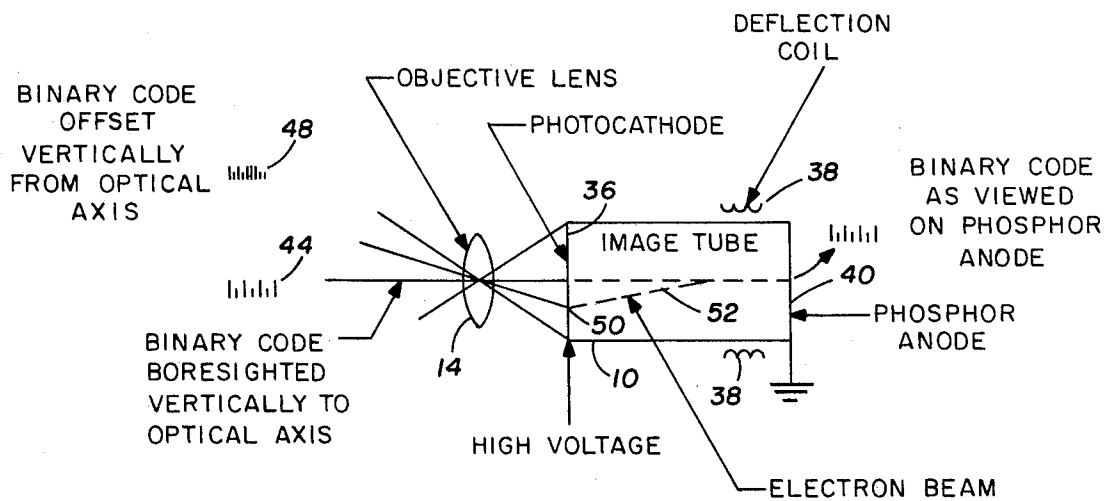 DEFLECTION
COIL
OBJECTIVE LENS
BINARY CODE
OFFSET
VERTICALLY
FROM OPTICAL
AXIS
48
PHOTOCATHODE
38
BINARY CODE
AS VIEWED
ON PHOSPHOR
ANODE
36
IMAGE TUBE
44
40
50
52
PHOSPHOR
ANODE
BINARY CODE
BORESIGHTED
VERTICALLY TO
OPTICAL AXIS
14
10
38
HIGH VOLTAGE
ELECTRON BEAM